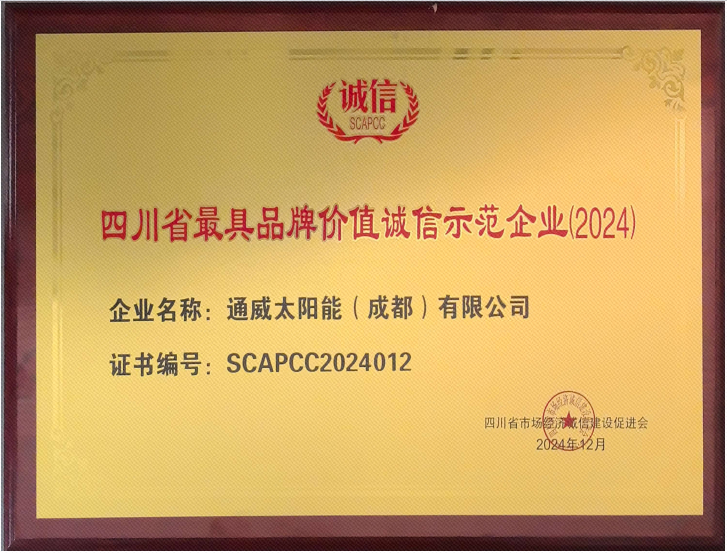 诚信
SCAPCC
四川省最具品牌价值诚信示范企业(2024)
企业名称：通威太阳能（成都）有限公司
证书编号：SCAPCC2024012
四川省市场经济诚信建设促进会
2024年12月